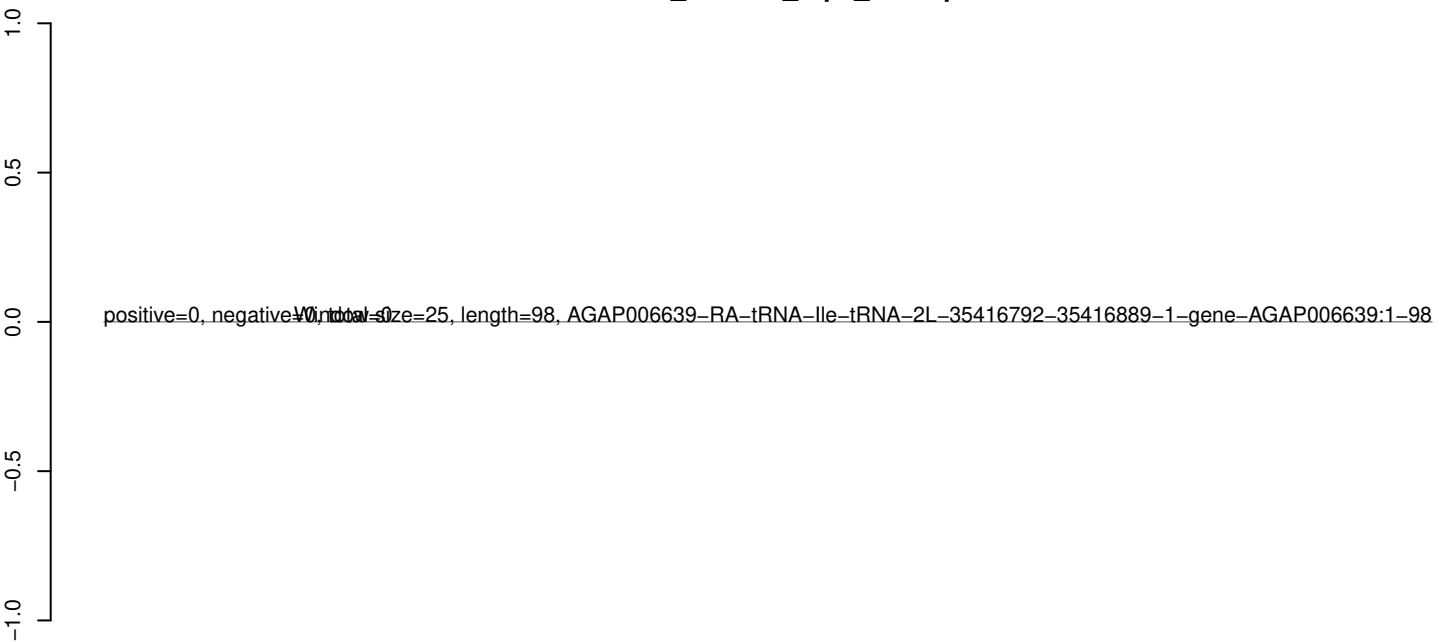 1.0
0.5
0.0
−0.5
−1.0
positive=0, negative=0, total=0
Window size=25, length=98, AGAP006639−RA−tRNA−Ile−tRNA−2L−35416792−35416889−1−gene−AGAP006639:1−98